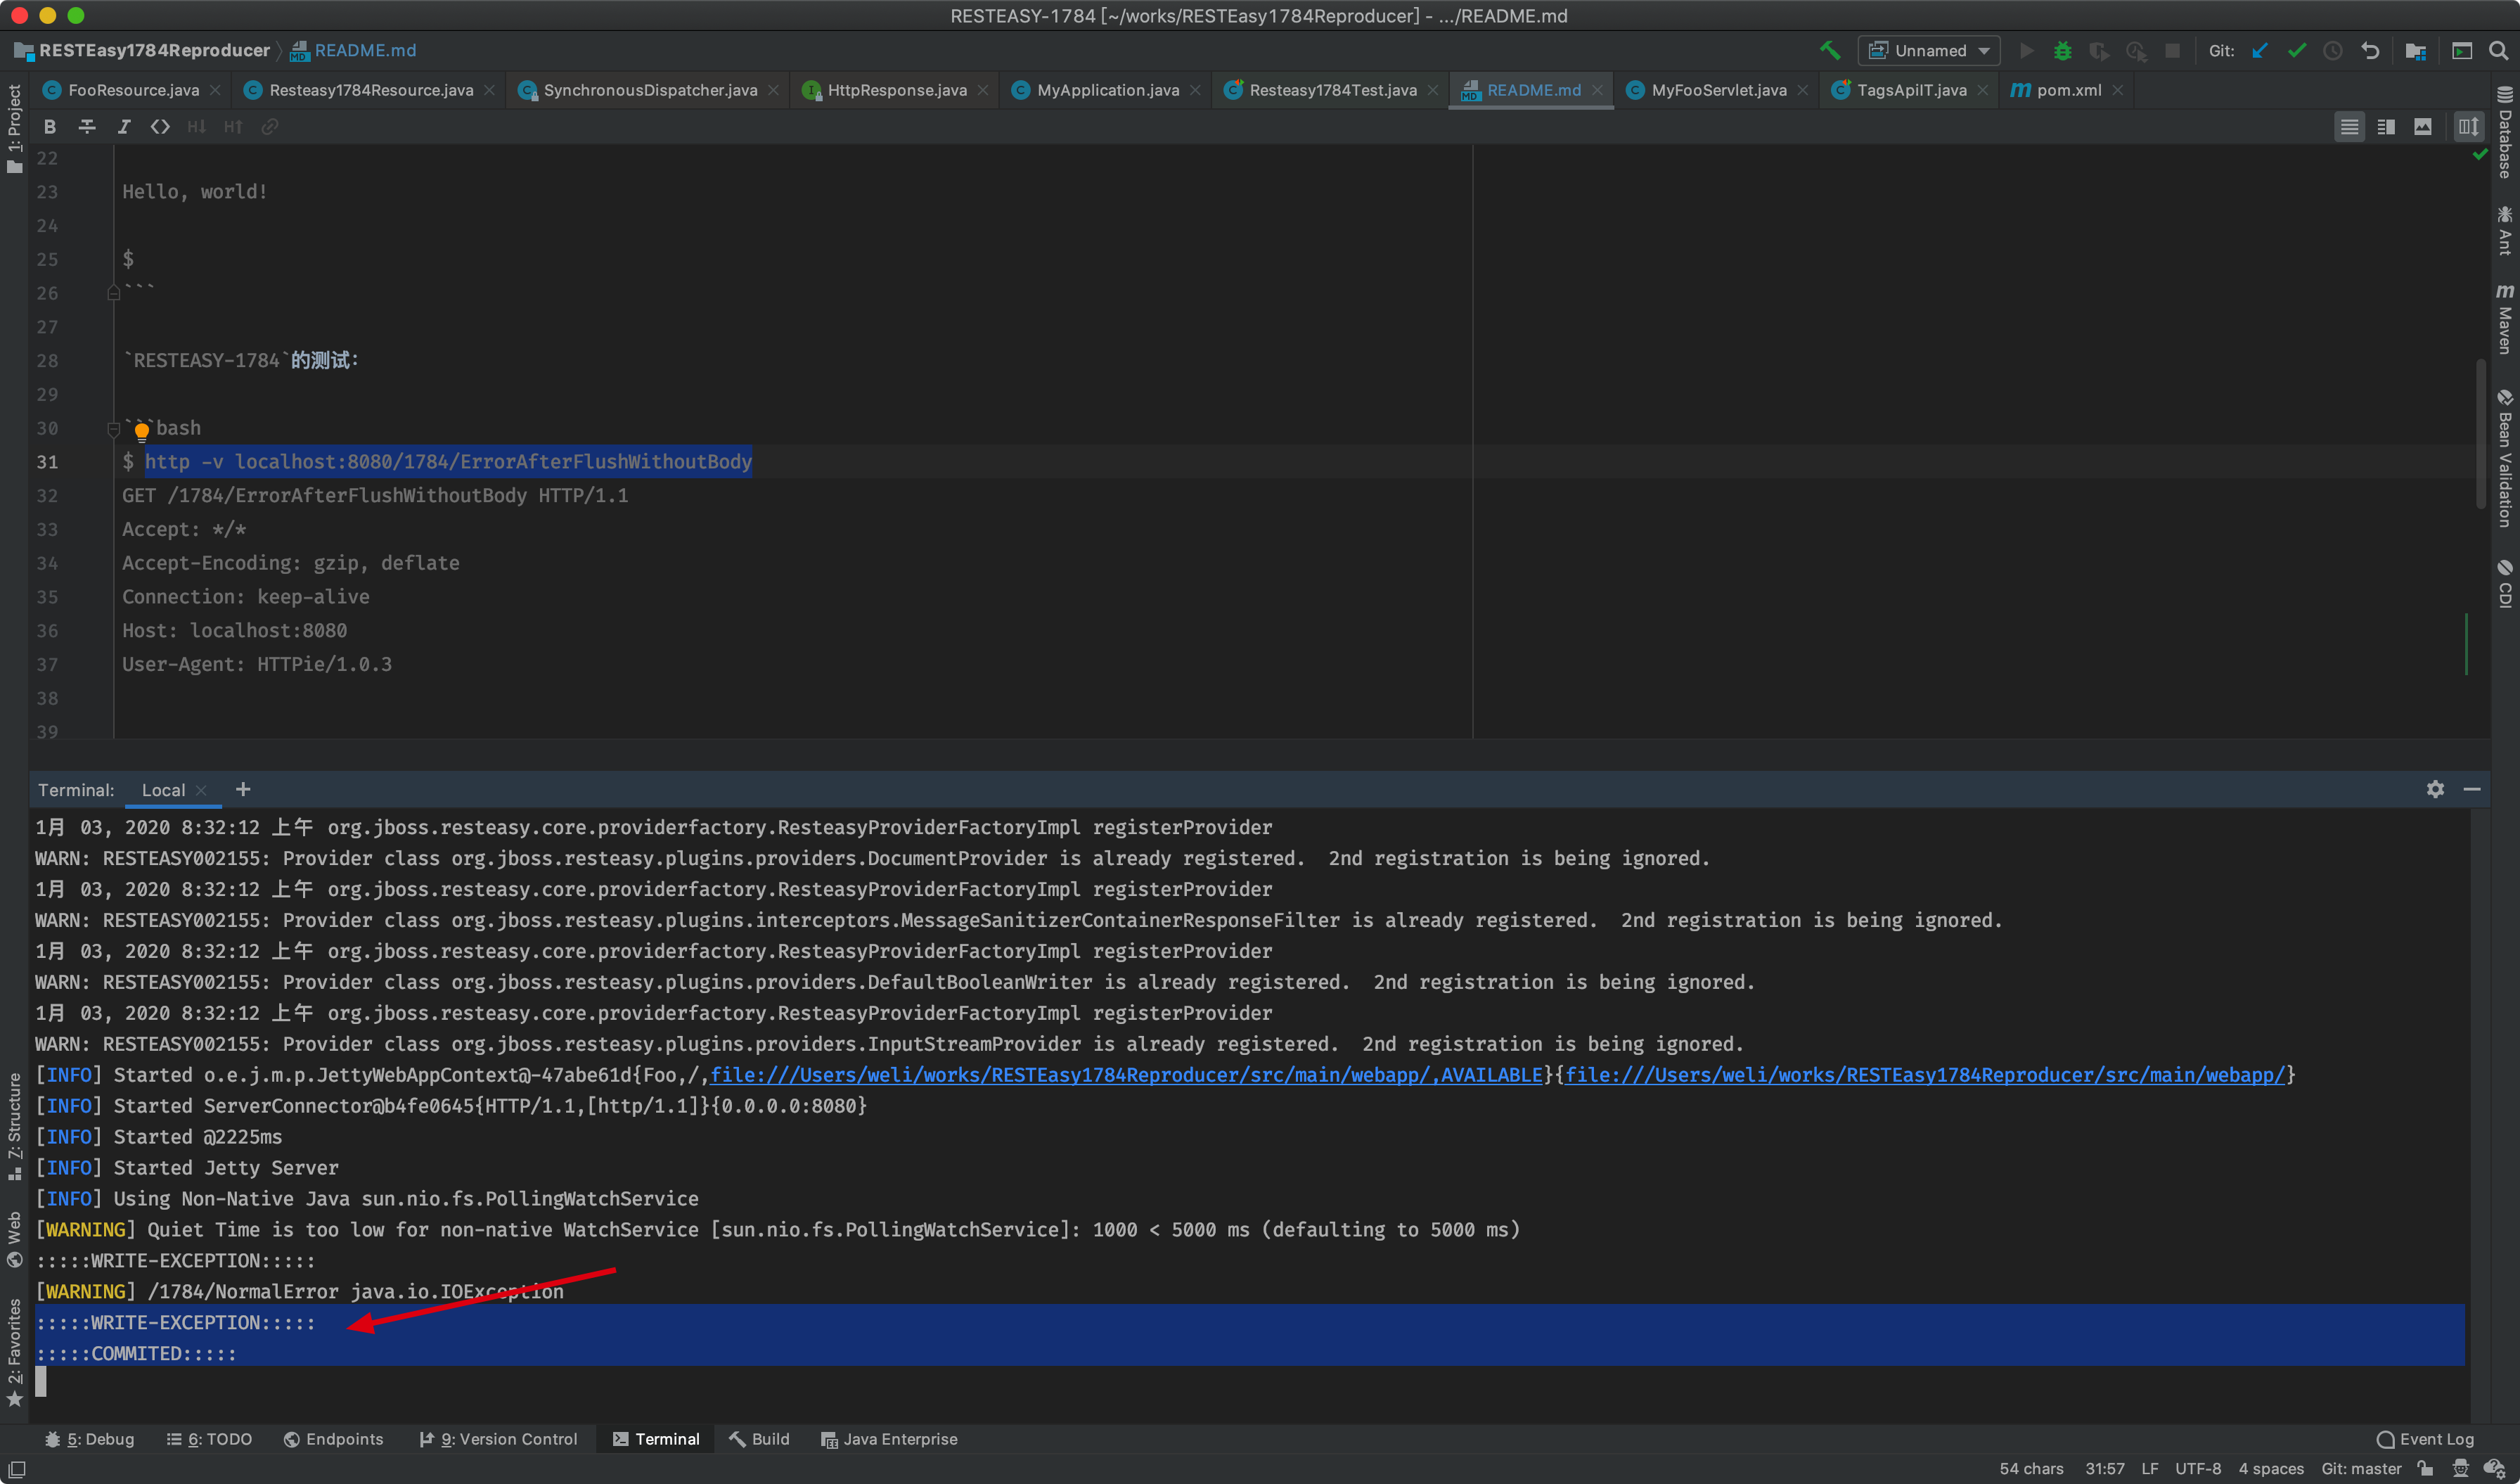 RESTEASY-1784 [~/works/RESTEasy1784Reproducer] - .../README.md
RESTEasy1784Reproducer README.md Unnamed Git:
FooResource.java Resteasy1784Resource.java SynchronousDispatcher.java HttpResponse.java MyApplication.java Resteasy1784Test.java README.md MyFooServlet.java TagsApiIT.java pom.xml
1: Project
22
23 Hello, world!
24
25 $
26 ```
27
28 `RESTEASY-1784`的测试:
29
30 ```bash
31 $ http -v localhost:8080/1784/ErrorAfterFlushWithoutBody
32 GET /1784/ErrorAfterFlushWithoutBody HTTP/1.1
33 Accept: */*
34 Accept-Encoding: gzip, deflate
35 Connection: keep-alive
36 Host: localhost:8080
37 User-Agent: HTTPie/1.0.3
38
39
Database
Ant
Maven
Bean Validation
CDI
Terminal: Local
1月 03, 2020 8:32:12 上午 org.jboss.resteasy.core.providerfactory.ResteasyProviderFactoryImpl registerProvider
WARN: RESTEASY002155: Provider class org.jboss.resteasy.plugins.providers.DocumentProvider is already registered.  2nd registration is being ignored.
1月 03, 2020 8:32:12 上午 org.jboss.resteasy.core.providerfactory.ResteasyProviderFactoryImpl registerProvider
WARN: RESTEASY002155: Provider class org.jboss.resteasy.plugins.interceptors.MessageSanitizerContainerResponseFilter is already registered.  2nd registration is being ignored.
1月 03, 2020 8:32:12 上午 org.jboss.resteasy.core.providerfactory.ResteasyProviderFactoryImpl registerProvider
WARN: RESTEASY002155: Provider class org.jboss.resteasy.plugins.providers.DefaultBooleanWriter is already registered.  2nd registration is being ignored.
1月 03, 2020 8:32:12 上午 org.jboss.resteasy.core.providerfactory.ResteasyProviderFactoryImpl registerProvider
WARN: RESTEASY002155: Provider class org.jboss.resteasy.plugins.providers.InputStreamProvider is already registered.  2nd registration is being ignored.
[INFO] Started o.e.j.m.p.JettyWebAppContext@-47abe61d{Foo,/,file:///Users/weli/works/RESTEasy1784Reproducer/src/main/webapp/,AVAILABLE}{file:///Users/weli/works/RESTEasy1784Reproducer/src/main/webapp/}
[INFO] Started ServerConnector@b4fe0645{HTTP/1.1,[http/1.1]}{0.0.0.0:8080}
[INFO] Started @2225ms
[INFO] Started Jetty Server
[INFO] Using Non-Native Java sun.nio.fs.PollingWatchService
[WARNING] Quiet Time is too low for non-native WatchService [sun.nio.fs.PollingWatchService]: 1000 < 5000 ms (defaulting to 5000 ms)
:::::WRITE-EXCEPTION:::::
[WARNING] /1784/NormalError java.io.IOException
:::::WRITE-EXCEPTION:::::
:::::COMMITED:::::
7: Structure
Web
2: Favorites
5: Debug 6: TODO Endpoints 9: Version Control Terminal Build Java Enterprise Event Log
54 chars 31:57 LF UTF-8 4 spaces Git: master